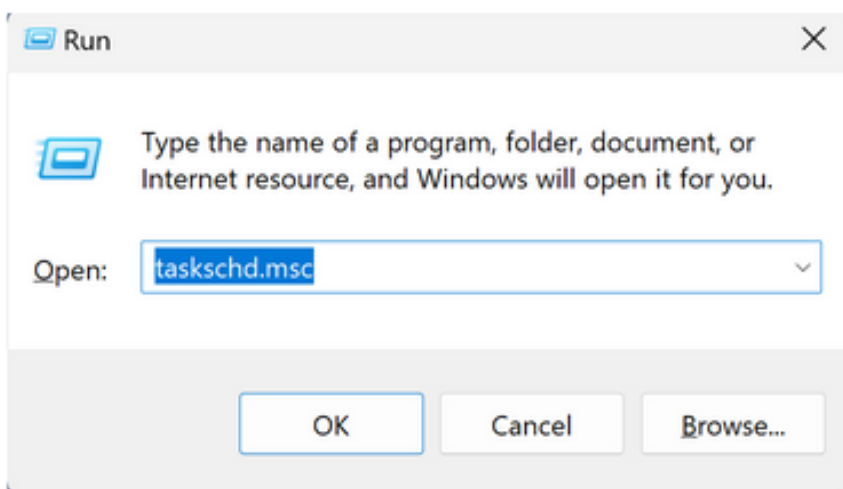 Run
Type the name of a program, folder, document, or
Internet resource, and Windows will open it for you.
Open: taskschd.msc
OK Cancel Browse...